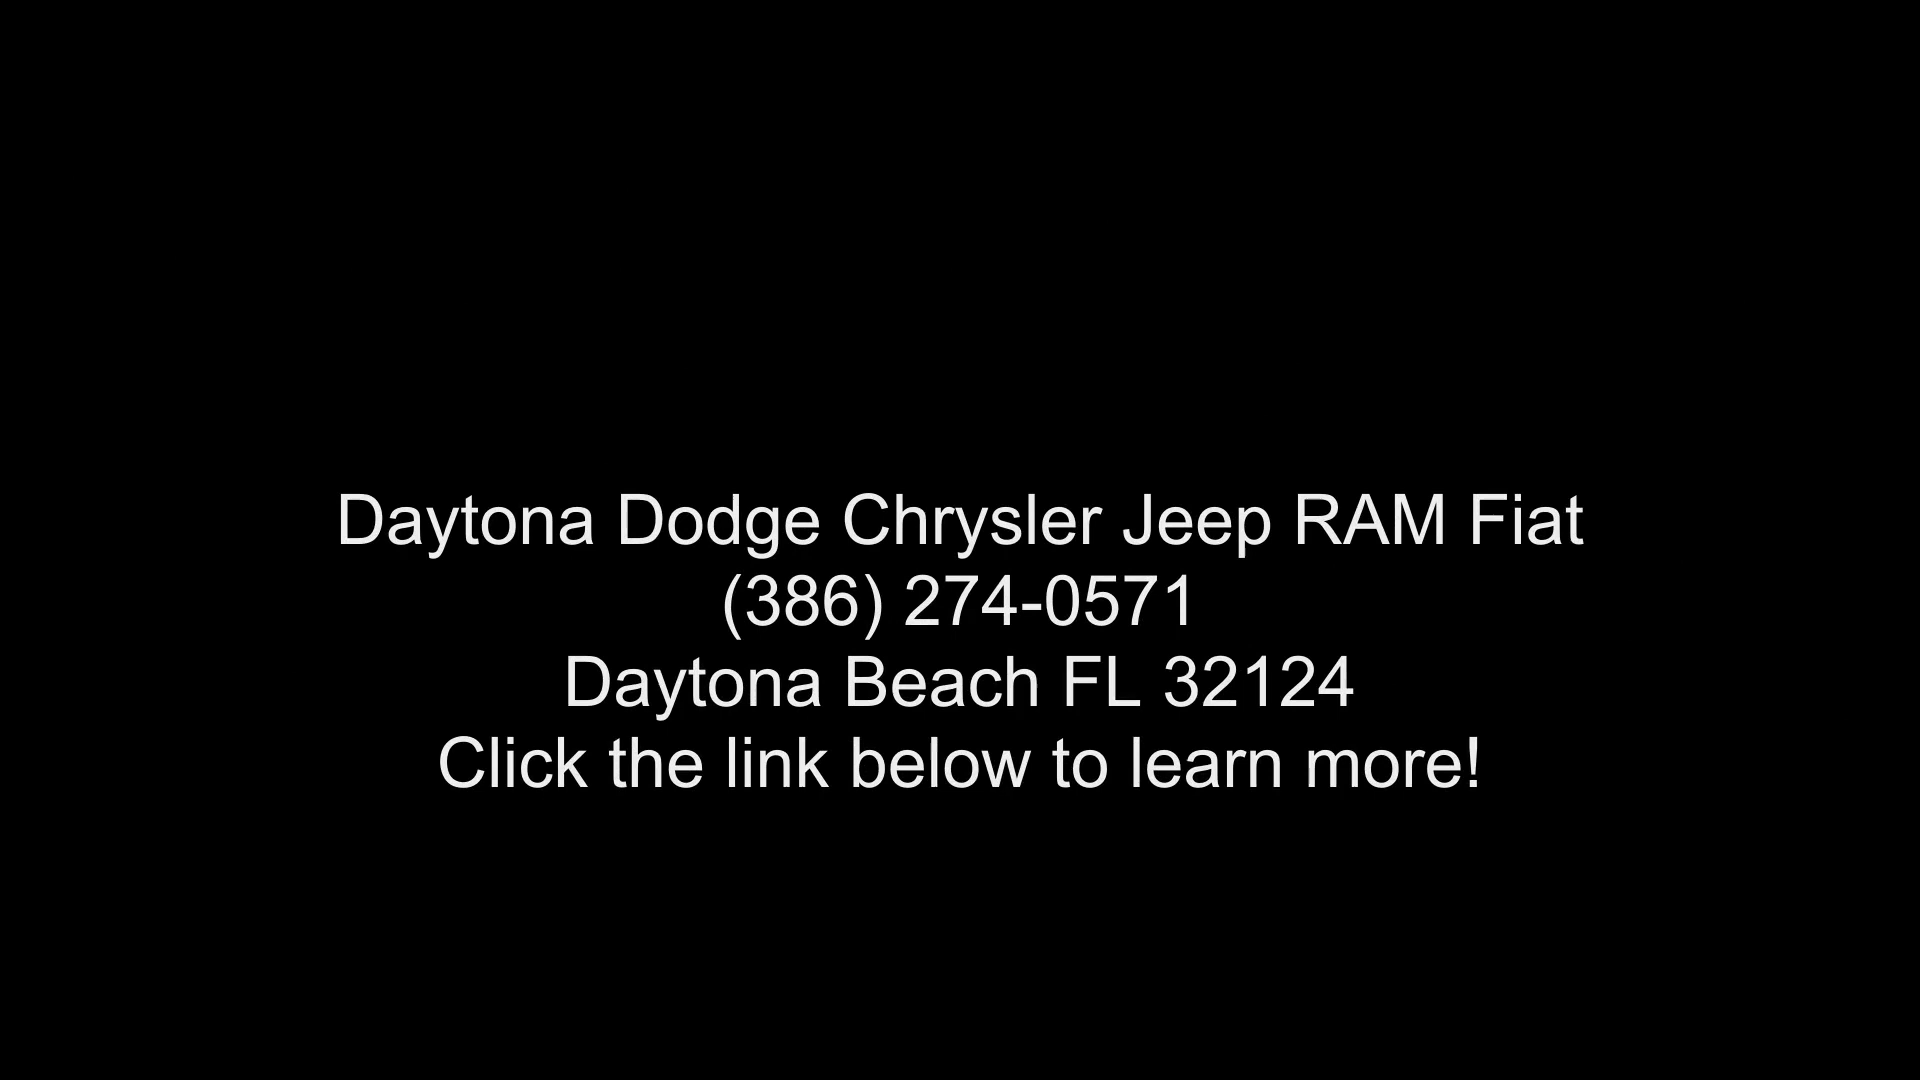 Daytona Dodge Chrysler Jeep RAM Fiat
(386) 274-0571
Daytona Beach FL 32124
Click the link below to learn more!